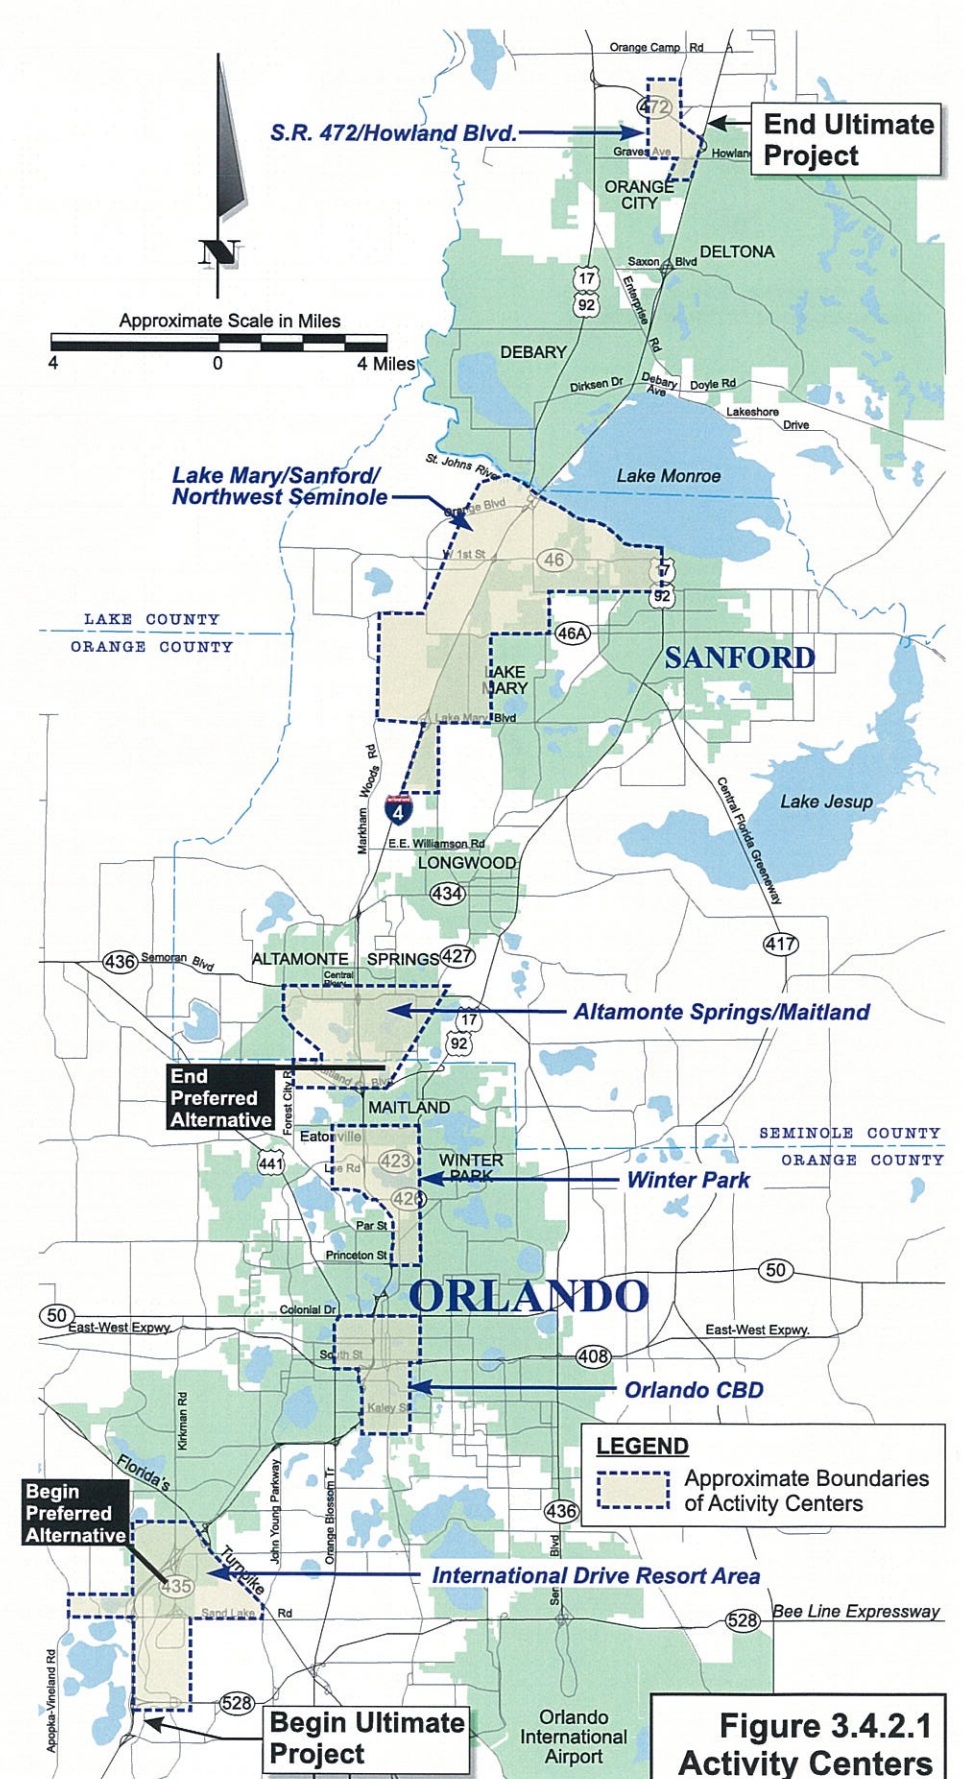 Orange Camp Rd
472
S.R. 472/Howland Blvd.
End Ultimate
Project
Graves Ave
ORANGE
CITY
DELTONA
Saxon Blvd
17
92
Enterprise Rd
N
Approximate Scale in Miles
4 0 4 Miles
DEBARY
Dirksen Dr
Debary
Ave
Doyle Rd
Lakeshore
Drive
St. Johns River
Lake Monroe
Lake Mary/Sanford/
Northwest Seminole
Orange Blvd
W 1st St
46
17
92
LAKE COUNTY
ORANGE COUNTY
46A
SANFORD
LAKE
MARY
Lake Mary Blvd
Markham Woods Rd
4
Central Florida Greeneway
Lake Jesup
E.E. Williamson Rd
LONGWOOD
434
417
436
Semoran Blvd
ALTAMONTE SPRINGS
427
Central
Pkwy
Altamonte Springs/Maitland
17
92
End
Preferred
Alternative
Maitland Blvd
Forest City Rd
MAITLAND
Eatonville
SEMINOLE COUNTY
ORANGE COUNTY
441
Lee Rd
423
WINTER
PARK
Winter Park
426
Par St
Princeton St
50
ORLANDO
50
Colonial Dr
East-West Expwy.
East-West Expwy.
South St
408
Orlando CBD
Kaley St
Kirkman Rd
LEGEND
Approximate Boundaries
of Activity Centers
Florida's
Turnpike
Begin
Preferred
Alternative
John Young Parkway
Orange Blossom Tr
436
Blvd
435
International Drive Resort Area
Sand Lake Rd
528
Bee Line Expressway
Apopka-Vineland Rd
528
Begin Ultimate
Project
Orlando
International
Airport
Figure 3.4.2.1
Activity Centers